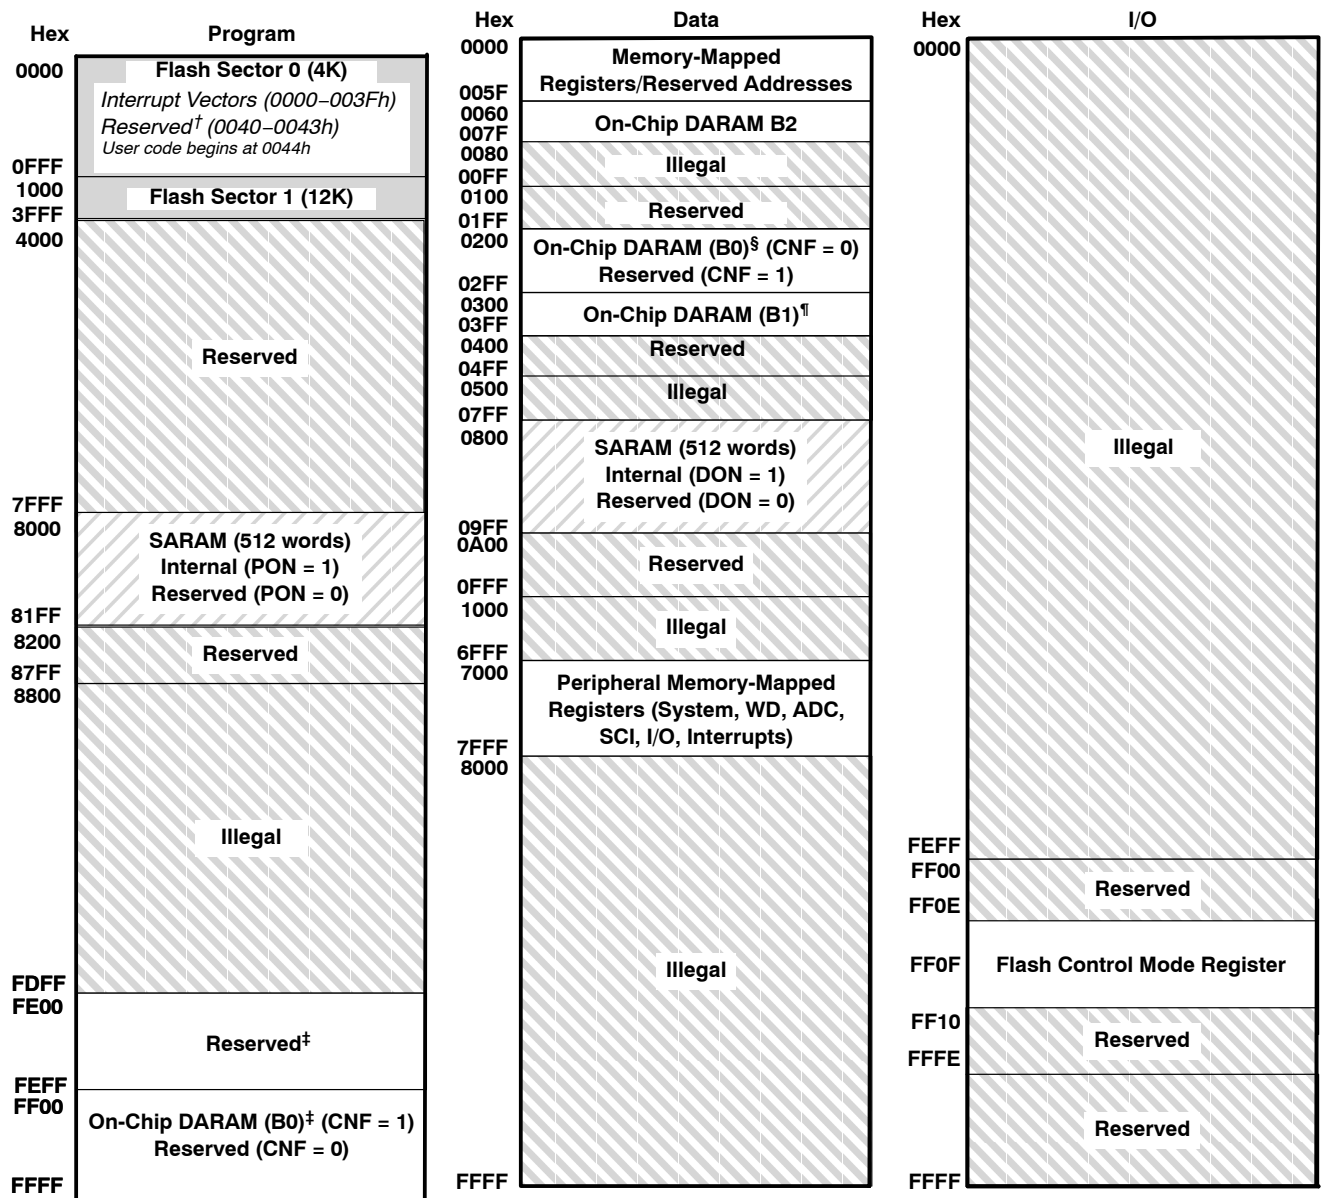 Hex Program
0000
Flash Sector 0 (4K)
Interrupt Vectors (0000–003Fh)
Reserved† (0040–0043h)
User code begins at 0044h
0FFF
1000
Flash Sector 1 (12K)
3FFF
4000
Reserved
7FFF
8000
SARAM (512 words)
Internal (PON = 1)
Reserved (PON = 0)
81FF
8200
Reserved
87FF
8800
Illegal
FDFF
FE00
Reserved‡
FEFF
FF00
On-Chip DARAM (B0)‡ (CNF = 1)
Reserved (CNF = 0)
FFFF
Hex Data
0000
Memory-Mapped
Registers/Reserved Addresses
005F
0060
On-Chip DARAM B2
007F
0080
Illegal
00FF
0100
Reserved
01FF
0200
On-Chip DARAM (B0)§ (CNF = 0)
Reserved (CNF = 1)
02FF
0300
On-Chip DARAM (B1)¶
03FF
0400
Reserved
04FF
0500
Illegal
07FF
0800
SARAM (512 words)
Internal (DON = 1)
Reserved (DON = 0)
09FF
0A00
Reserved
0FFF
1000
Illegal
6FFF
7000
Peripheral Memory-Mapped
Registers (System, WD, ADC,
SCI, I/O, Interrupts)
7FFF
8000
Illegal
FFFF
Hex I/O
0000
Illegal
FEFF
FF00
Reserved
FF0E
FF0F Flash Control Mode Register
FF10
Reserved
FFFE
Reserved
FFFF